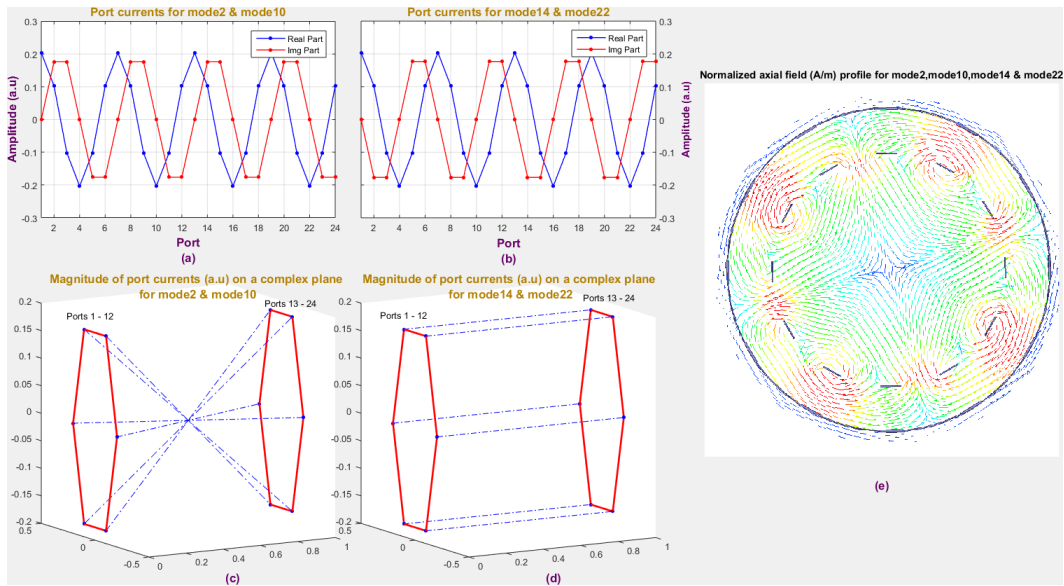 Port currents for mode2 & mode10
0.3
0.2
0.1
0
-0.1
-0.2
-0.3
Amplitude (a.u)
Real Part
Img Part
2 4 6 8 10 12 14 16 18 20 22 24
Port
(a)
Port currents for mode14 & mode22
Real Part
Img Part
0.3
0.2
0.1
0
-0.1
-0.2
-0.3
Amplitude (a.u)
2 4 6 8 10 12 14 16 18 20 22 24
Port
(b)
Magnitude of port currents (a.u) on a complex plane
for mode2 & mode10
Ports 1 - 12
Ports 13 - 24
0.2
0.15
0.1
0.05
0
-0.05
-0.1
-0.15
-0.2
0.5
0
-0.5
0 0.2 0.4 0.6 0.8 1
(c)
Magnitude of port currents (a.u) on a complex plane
for mode14 & mode22
Ports 1 - 12
Ports 13 - 24
0.2
0.15
0.1
0.05
0
-0.05
-0.1
-0.15
-0.2
0.5
0
-0.5
0 0.2 0.4 0.6 0.8 1
(d)
Normalized axial field (A/m) profile for mode2,mode10,mode14 & mode22
(e)